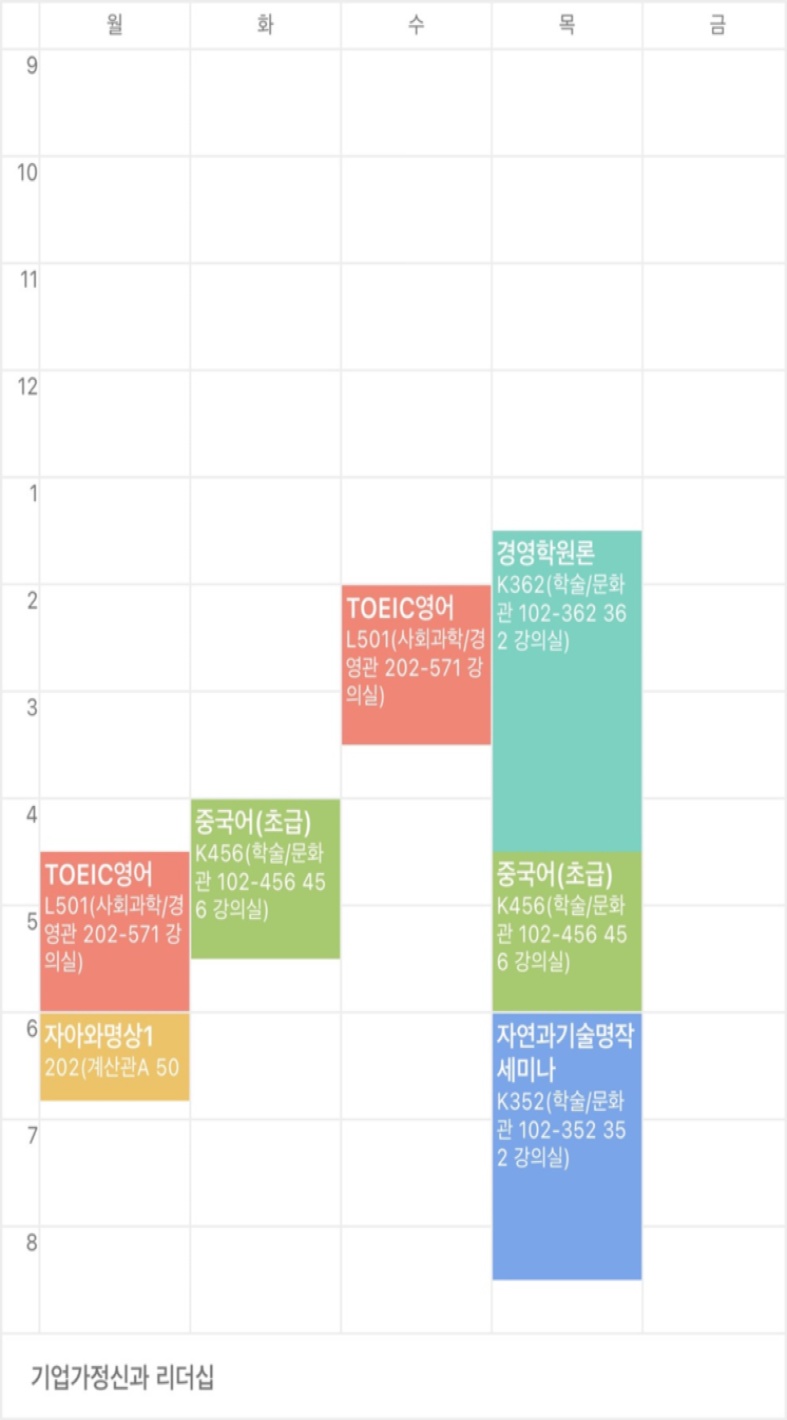 월 화 수 목 금
9
10
11
12
1
경영학원론
K362(학술/문화
관 102-362 36
2 강의실)
2
TOEIC영어
L501(사회과학/경
영관 202-571 강
의실)
3
4
중국어(초급)
K456(학술/문화
관 102-456 45
6 강의실)
TOEIC영어
L501(사회과학/경
영관 202-571 강
의실)
중국어(초급)
K456(학술/문화
관 102-456 45
6 강의실)
5
6
자아와명상1
202(계산관A 50
자연과기술명작
세미나
K352(학술/문화
관 102-352 35
2 강의실)
7
8
기업가정신과 리더십